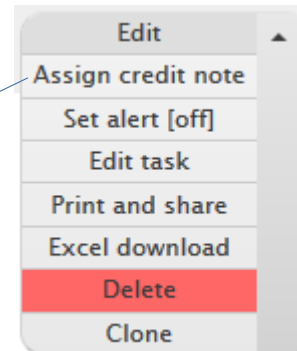 Edit
Assign credit note
Set alert [off]
Edit task
Print and share
Excel download
Delete
Clone